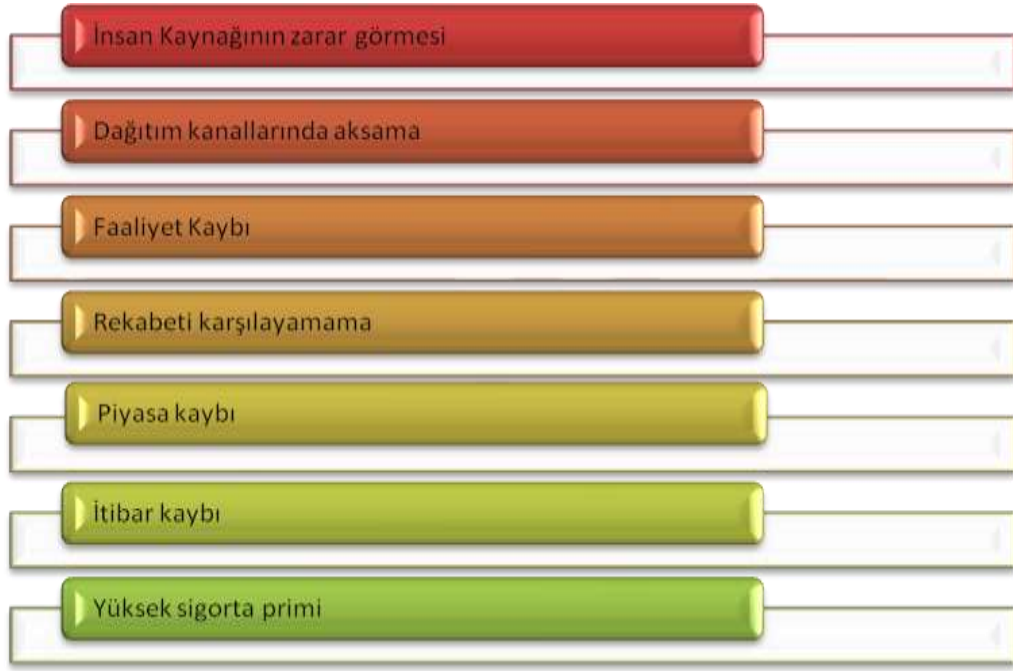 İnsan Kaynağının zarar görmesi
Dağıtım kanallarında aksama
Faaliyet Kaybı
Rekabeti karşılayamama
Piyasa kaybı
İtibar kaybı
Yüksek sigorta primi